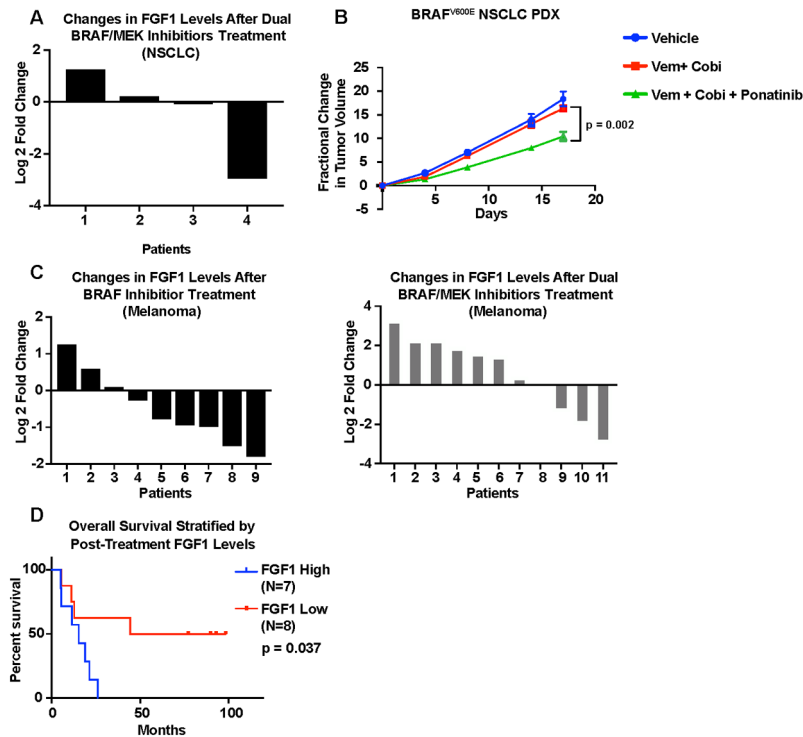 A
Changes in FGF1 Levels After Dual
BRAF/MEK Inhibitiors Treatment
(NSCLC)
Log 2 Fold Change
2
0
-2
-4
1 2 3 4
Patients
B
BRAFV600E NSCLC PDX
Fractional Change
in Tumor Volume
25
20
15
10
5
0
-5
5 10 15 20
Days
p = 0.002
Vehicle
Vem+ Cobi
Vem + Cobi + Ponatinib
C
Changes in FGF1 Levels After
BRAF Inhibitior Treatment
(Melanoma)
Log 2 Fold Change
2
1
0
-1
-2
1 2 3 4 5 6 7 8 9
Patients
Changes in FGF1 Levels After Dual
BRAF/MEK Inhibitiors Treatment
(Melanoma)
Log 2 Fold Change
4
2
0
-2
-4
1 2 3 4 5 6 7 8 9 10 11
Patients
D
Overall Survival Stratified by
Post-Treatment FGF1 Levels
Percent survival
100
50
0
0 50 100
Months
FGF1 High
(N=7)
FGF1 Low
(N=8)
p = 0.037